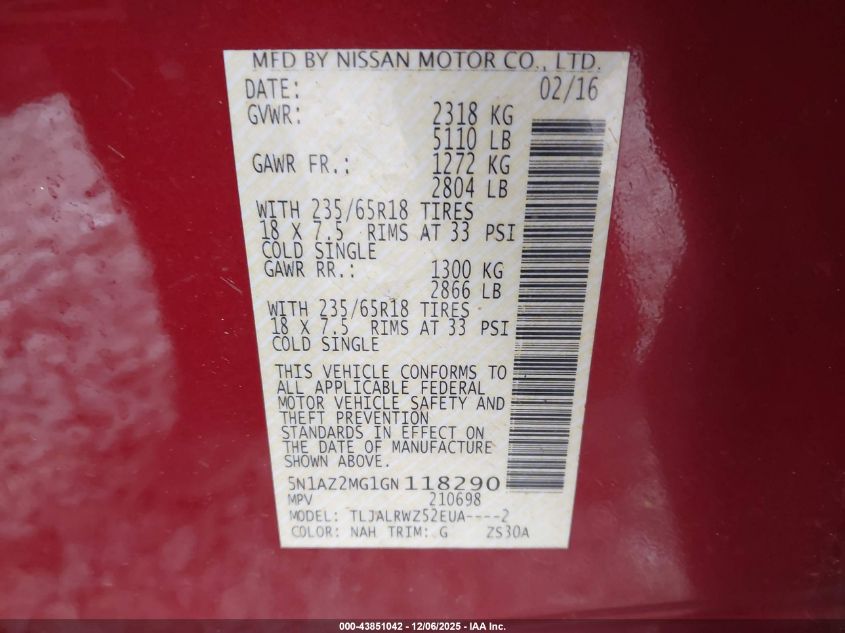 MFD BY NISSAN MOTOR CO., LTD.
DATE: 02/16
GVWR: 2318 KG
5110 LB
GAWR FR.: 1272 KG
2804 LB
WITH 235/65R18 TIRES
18 X 7.5 RIMS AT 33 PSI
COLD SINGLE
GAWR RR.: 1300 KG
2866 LB
WITH 235/65R18 TIRES
18 X 7.5 RIMS AT 33 PSI
COLD SINGLE
THIS VEHICLE CONFORMS TO
ALL APPLICABLE FEDERAL
MOTOR VEHICLE SAFETY AND
THEFT PREVENTION
STANDARDS IN EFFECT ON
THE DATE OF MANUFACTURE
SHOWN ABOVE.
5N1AZ2MG1GN118290
MPV 210698
MODEL: TLJALRWZ52EUA----2
COLOR: NAH TRIM: G ZS30A
000-43851042 - 12/06/2025 - IAA Inc.